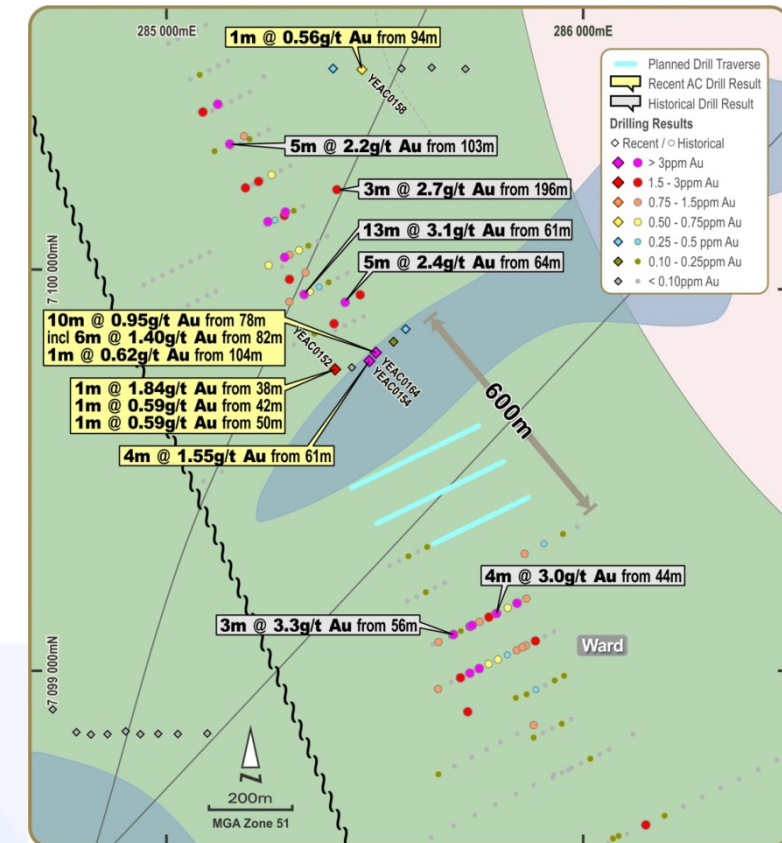 285 000mE
286 000mE
1m @ 0.56g/t Au from 94m
YEAC0158
Planned Drill Traverse
Recent AC Drill Result
Historical Drill Result
Drilling Results
Recent / Historical
> 3ppm Au
1.5 - 3ppm Au
0.75 - 1.5ppm Au
0.50 - 0.75ppm Au
0.25 - 0.5 ppm Au
0.10 - 0.25ppm Au
< 0.10ppm Au
5m @ 2.2g/t Au from 103m
3m @ 2.7g/t Au from 196m
13m @ 3.1g/t Au from 61m
5m @ 2.4g/t Au from 64m
7 100 000mN
10m @ 0.95g/t Au from 78m
incl 6m @ 1.40g/t Au from 82m
1m @ 0.62g/t Au from 104m
YEAC0152
YEAC0164
YEAC0154
1m @ 1.84g/t Au from 38m
1m @ 0.59g/t Au from 42m
1m @ 0.59g/t Au from 50m
4m @ 1.55g/t Au from 61m
600m
4m @ 3.0g/t Au from 44m
3m @ 3.3g/t Au from 56m
Ward
7 099 000mN
N
200m
MGA Zone 51